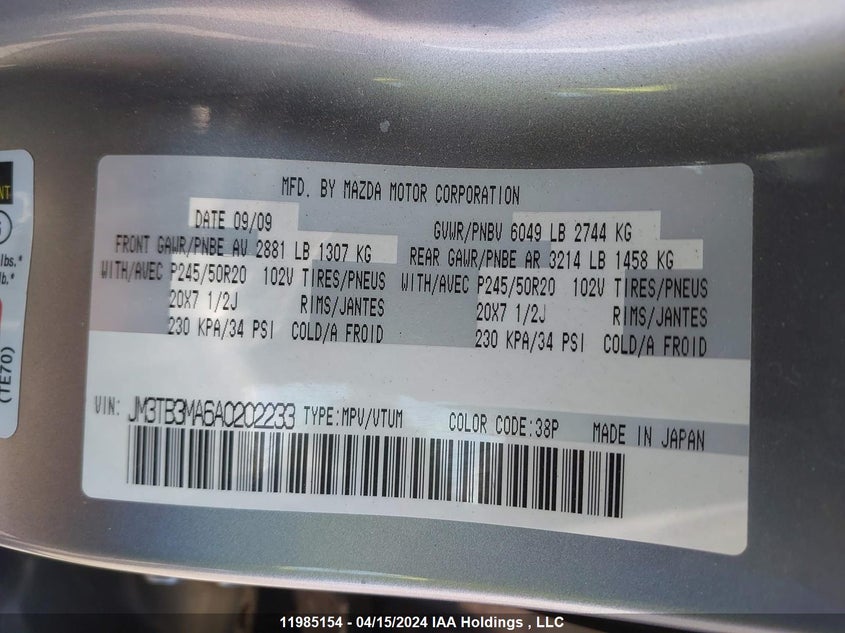 MFD. BY MAZDA MOTOR CORPORATION
DATE 09/09 GVWR/PNBV 6049 LB 2744 KG
FRONT GAWR/PNBE AV 2881 LB 1307 KG REAR GAWR/PNBE AR 3214 LB 1458 KG
WITH/AVEC P245/50R20 102V TIRES/PNEUS WITH/AVEC P245/50R20 102V TIRES/PNEUS
20X7 1/2J RIMS/JANTES 20X7 1/2J RIMS/JANTES
230 KPA/34 PSI COLD/A FROID 230 KPA/34 PSI COLD/A FROID
VIN: JM3TB3MA6A0202233 TYPE:MPV/VTUM COLOR CODE:38P MADE IN JAPAN
NT
lbs.*
lb.*
(TE70)
11985154 - 04/15/2024 IAA Holdings , LLC